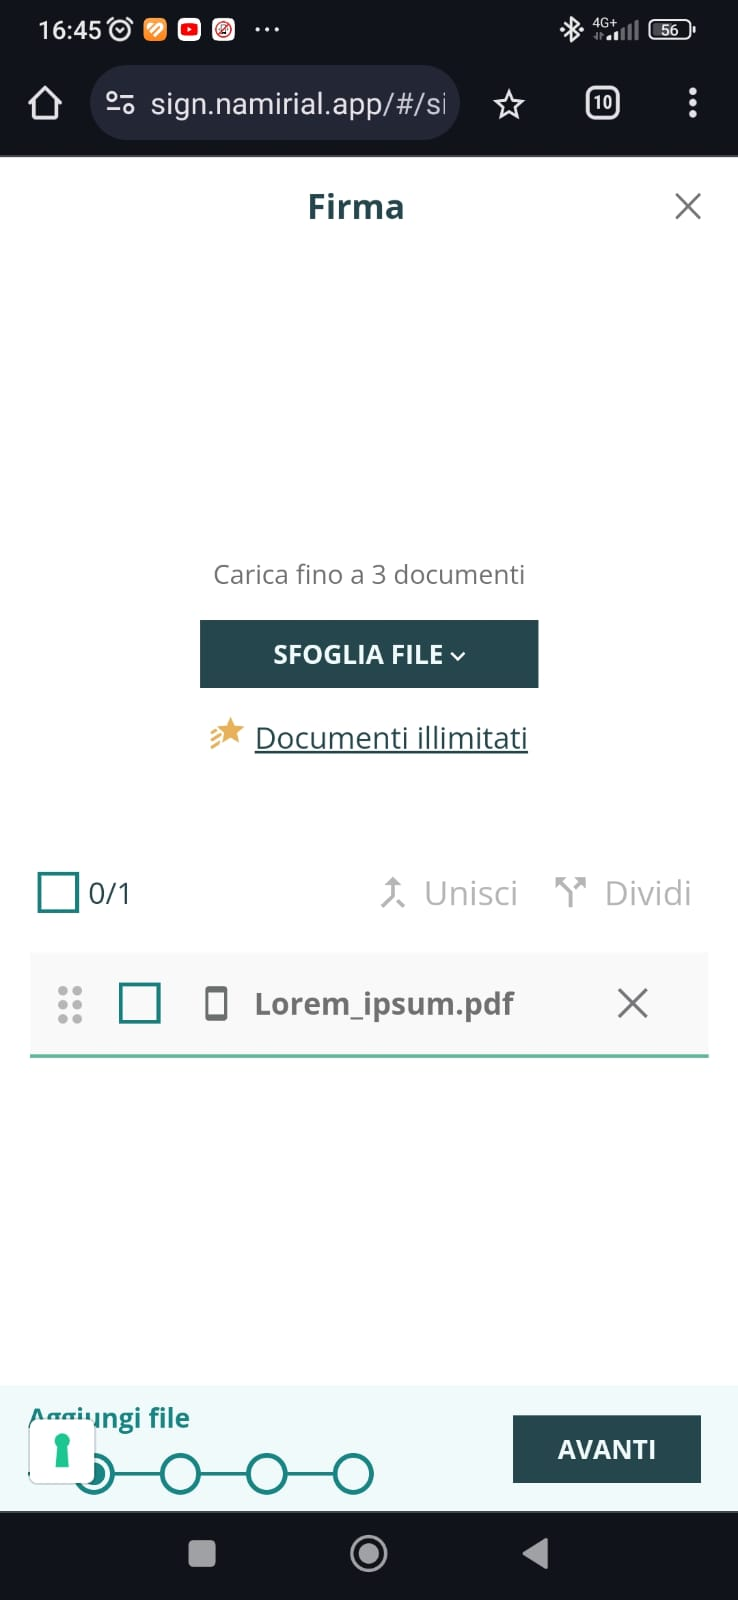 16:45 4G+ 56
sign.namirial.app/#/si 10
Firma
Carica fino a 3 documenti
SFOGLIA FILE
Documenti illimitati
0/1 Unisci Dividi
Lorem_ipsum.pdf
Aggiungi file
AVANTI